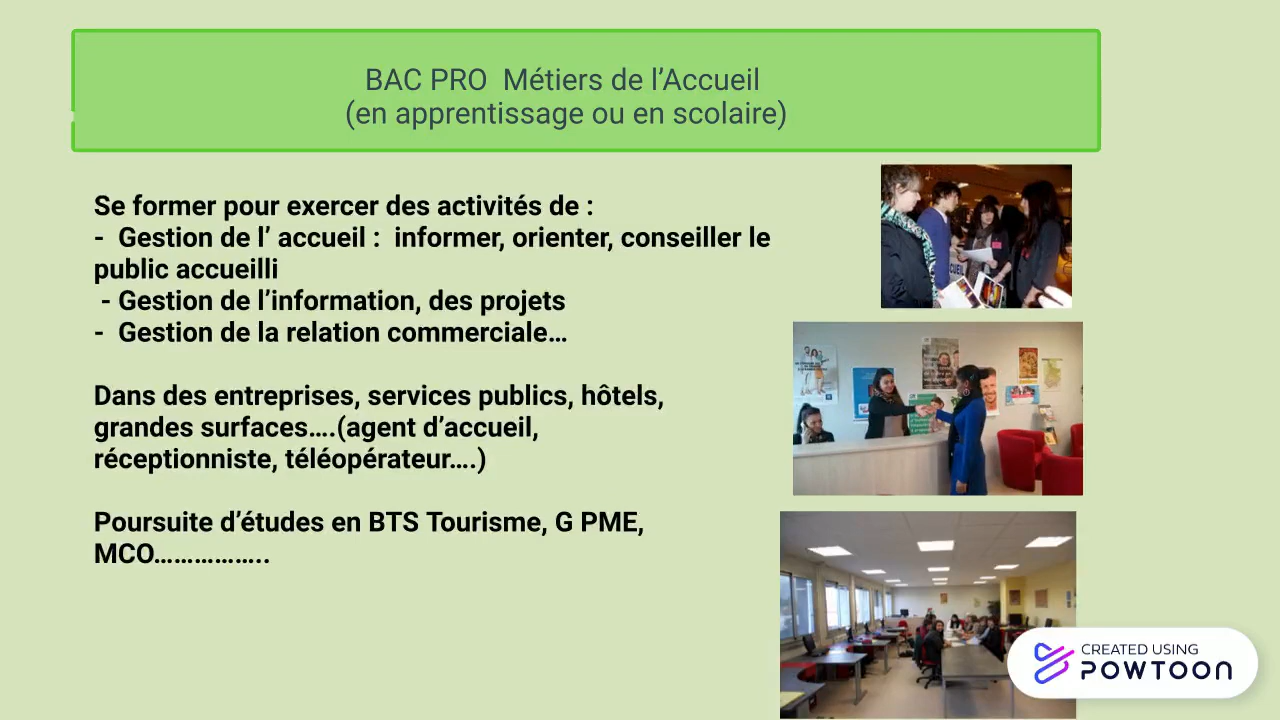 BAC PRO  Métiers de l’Accueil
(en apprentissage ou en scolaire)
Se former pour exercer des activités de :
-  Gestion de l’ accueil :  informer, orienter, conseiller le
public accueilli
- Gestion de l’information, des projets
-  Gestion de la relation commerciale…
Dans des entreprises, services publics, hôtels,
grandes surfaces….(agent d’accueil,
réceptionniste, téléopérateur….)
Poursuite d’études en BTS Tourisme, G PME,
MCO……………..
CREATED USING
POWTOON